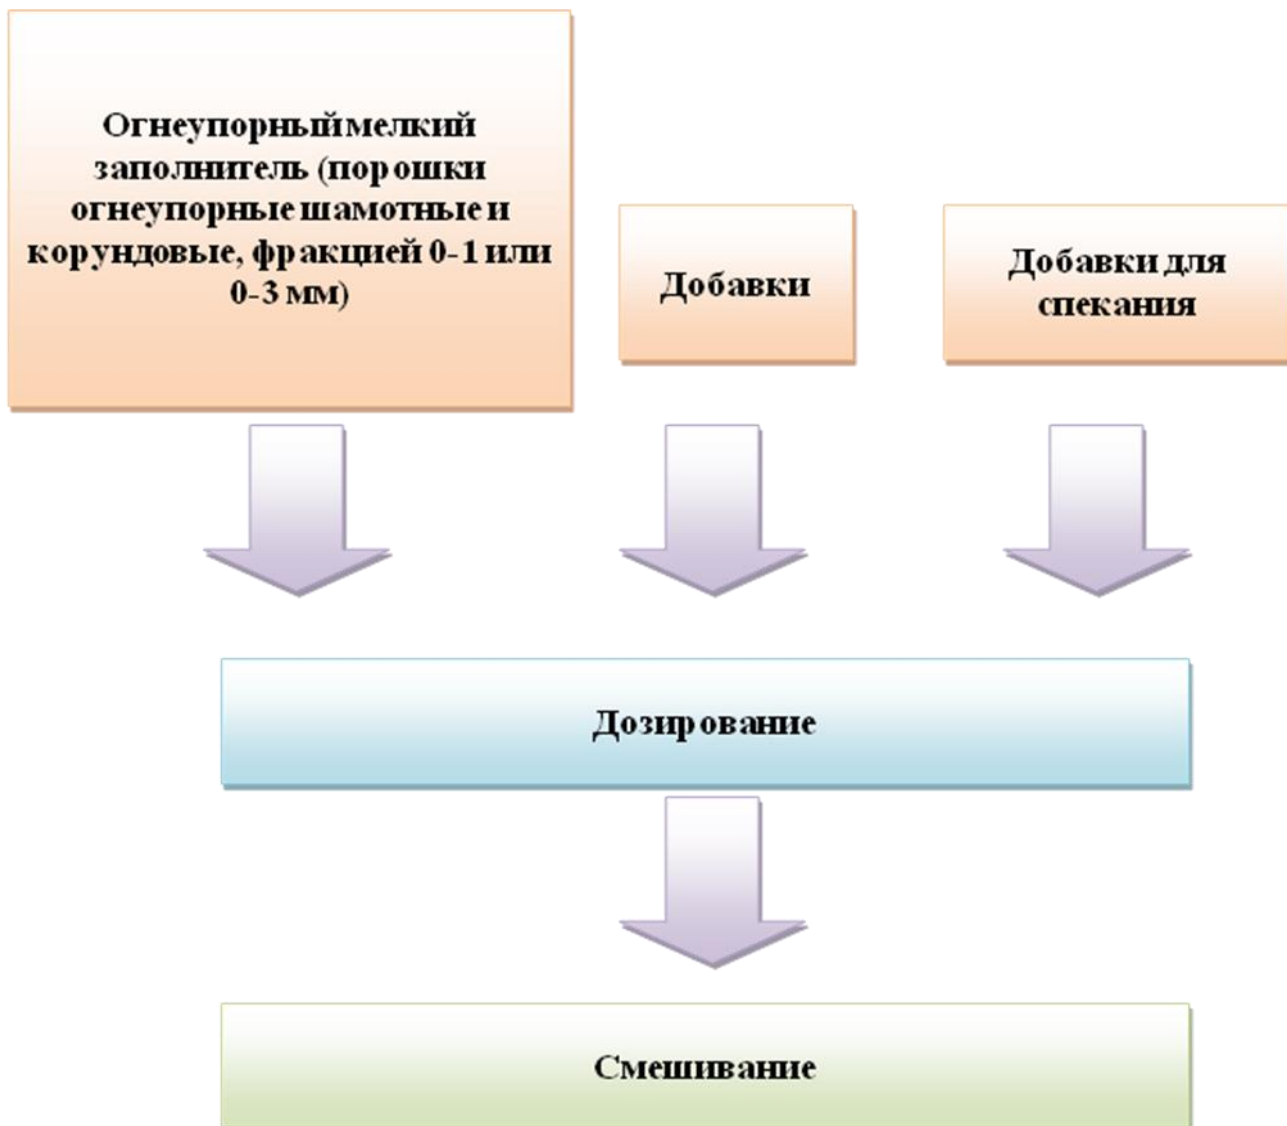 Огнеупорный мелкий
заполнитель (порошки
огнеупорные шамотные и
корундовые, фракцией 0-1 или
0-3 мм)
Добавки
Добавки для
спекания
Дозирование
Смешивание